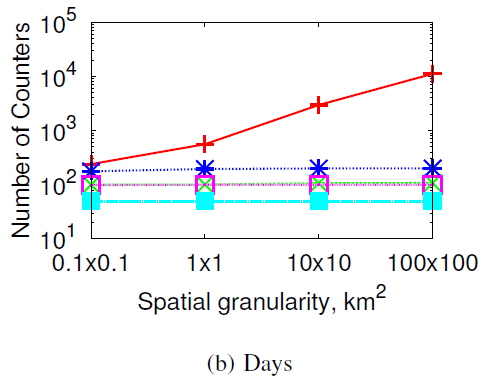 Number of Counters
10^5
10^4
10^3
10^2
10^1
0.1x0.1 1x1 10x10 100x100
Spatial granularity, km^2
(b) Days